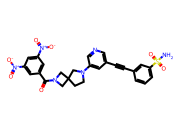 O N⁺ O⁻ N O=S=O NH₂
O⁻ N⁺ O N N O